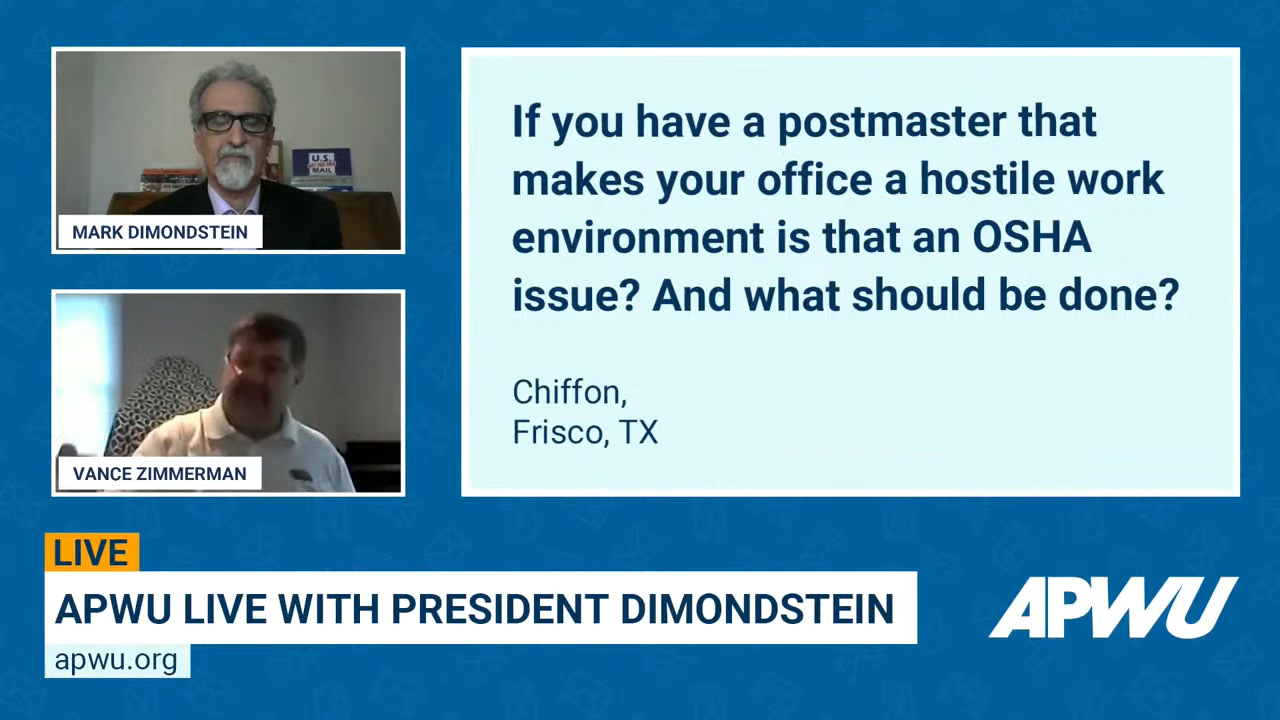 U.S.
MAIL
MARK DIMONDSTEIN
VANCE ZIMMERMAN
If you have a postmaster that
makes your office a hostile work
environment is that an OSHA
issue? And what should be done?
Chiffon,
Frisco, TX
LIVE
APWU LIVE WITH PRESIDENT DIMONDSTEIN
apwu.org
APWU